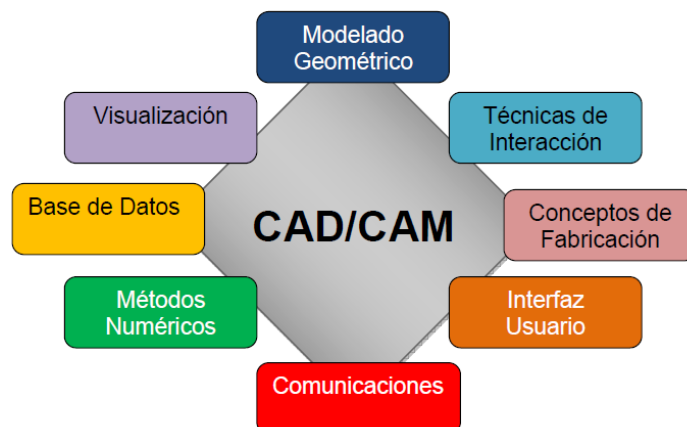 Modelado
Geométrico
Visualización
Técnicas de
Interacción
Base de Datos
CAD/CAM
Conceptos de
Fabricación
Métodos
Numéricos
Interfaz
Usuario
Comunicaciones